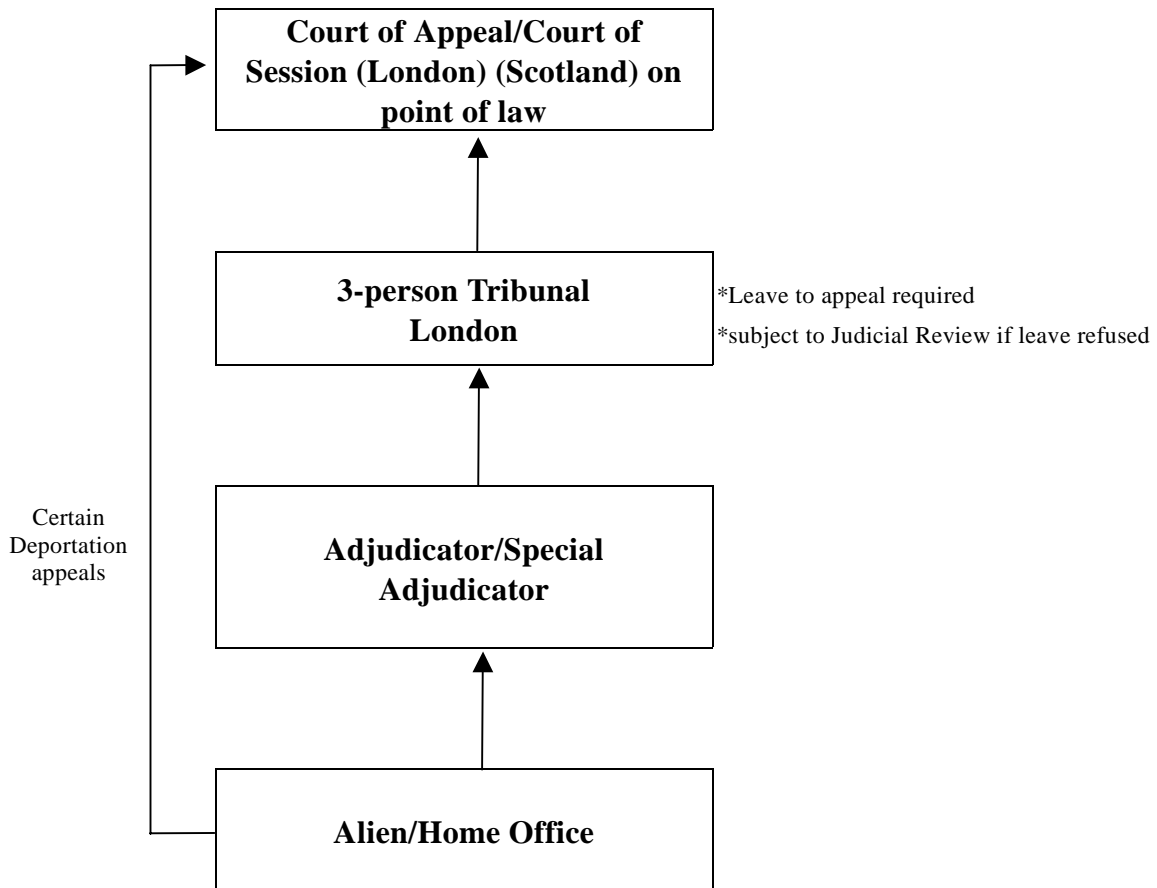 Court of Appeal/Court of
Session (London) (Scotland) on
point of law
3-person Tribunal
London
*Leave to appeal required
*subject to Judicial Review if leave refused
Certain
Deportation
appeals
Adjudicator/Special
Adjudicator
Alien/Home Office